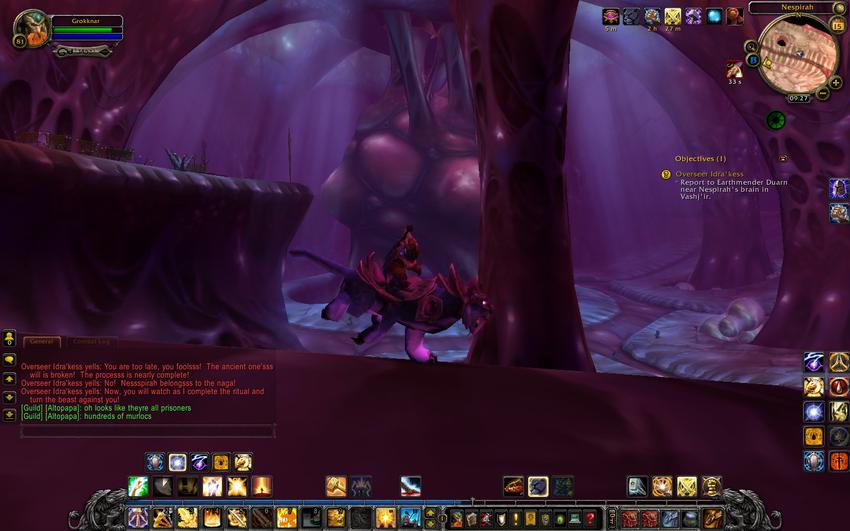 Grokknar
81
5 m
2 h
27 m
Nespirah
N
15
33 s
09:27
Objectives (1)
Overseer Idra'kess
- Report to Earthmender Duarn
near Nespirah's brain in
Vashj'ir.
General
Combat Log
Overseer Idra'kess yells: You are too late, you foolsss! The ancient one'sss
will is broken! The processs is nearly complete!
Overseer Idra'kess yells: No! Nessspirah belongsss to the naga!
Overseer Idra'kess yells: Now, you will watch as I complete the ritual and
turn the beast against you!
[Guild] [Altopapa]: oh looks like theyre all prisoners
[Guild] [Altopapa]: hundreds of murlocs